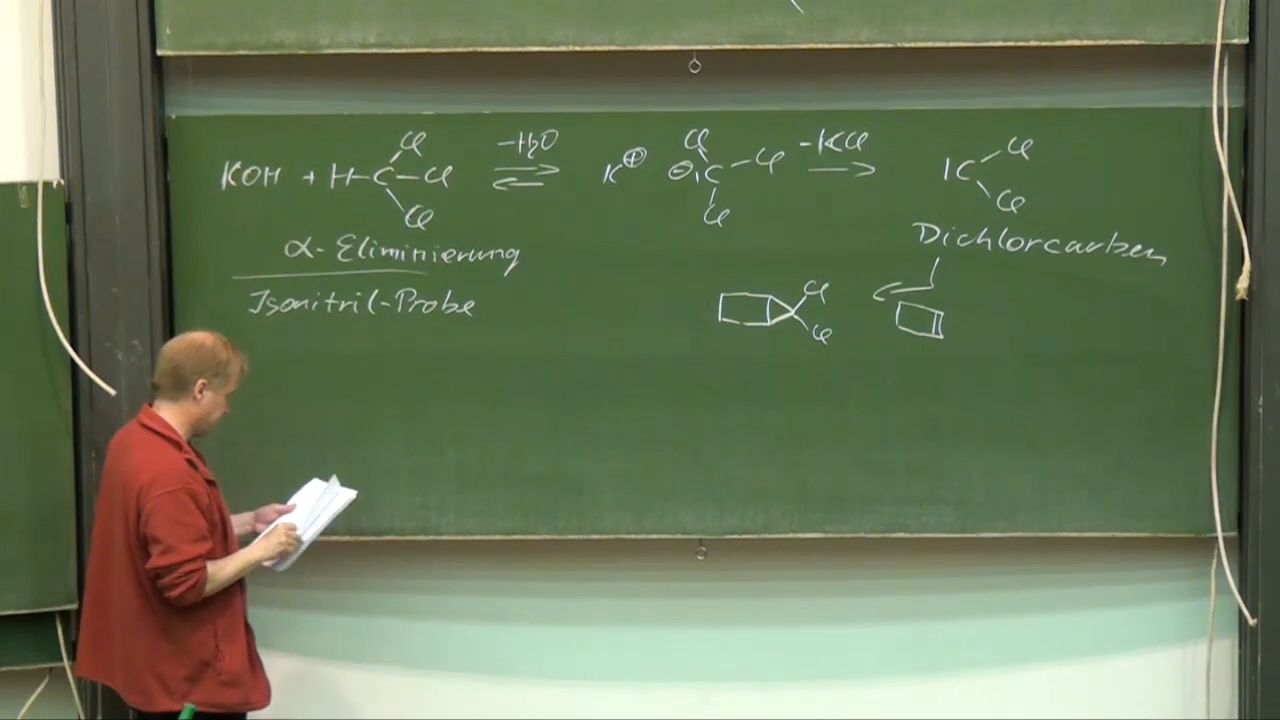 KOH + H-C-Cl Cl Cl ⇌ -H2O K⊕ ⊖|C Cl Cl Cl → -KCl |C Cl Cl
α-Eliminierung
Dichlorcarben
Isonitril-Probe
Cl Cl